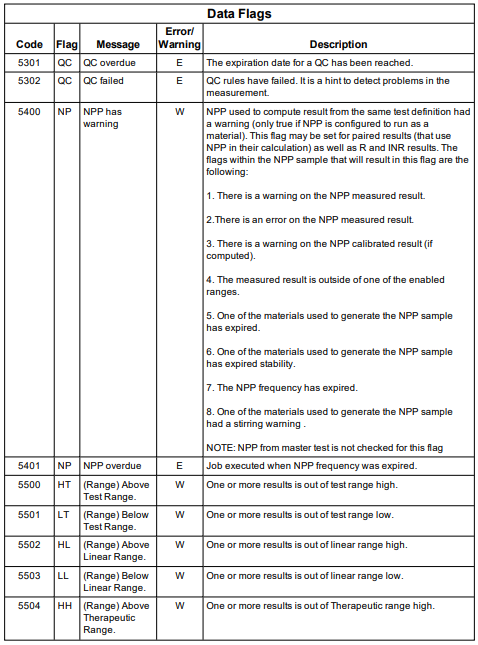 Data Flags
Code Flag Message Error/ Warning Description
5301 QC QC overdue E The expiration date for a QC has been reached.
5302 QC QC failed E QC rules have failed. It is a hint to detect problems in the
measurement.
5400 NP NPP has W NPP used to compute result from the same test definition had
warning a warning (only true if NPP is configured to run as a
material). This flag may be set for paired results (that use
NPP in their calculation) as well as R and INR results. The
flags within the NPP sample that will result in this flag are the
following:
1. There is a warning on the NPP measured result.
2.There is an error on the NPP measured result.
3. There is a warning on the NPP calibrated result (if
computed).
4. The measured result is outside of one of the enabled
ranges.
5. One of the materials used to generate the NPP sample
has expired.
6. One of the materials used to generate the NPP sample
has expired stability.
7. The NPP frequency has expired.
8. One of the materials used to generate the NPP sample
had a stirring warning .
NOTE: NPP from master test is not checked for this flag
5401 NP NPP overdue E Job executed when NPP frequency was expired.
5500 HT (Range) Above W One or more results is out of test range high.
Test Range.
5501 LT (Range) Below W One or more results is out of test range low.
Test Range.
5502 HL (Range) Above W One or more results is out of linear range high.
Linear Range.
5503 LL (Range) Below W One or more results is out of linear range low.
Linear Range.
5504 HH (Range) Above W One or more results is out of Therapeutic range high.
Therapeutic
Range.